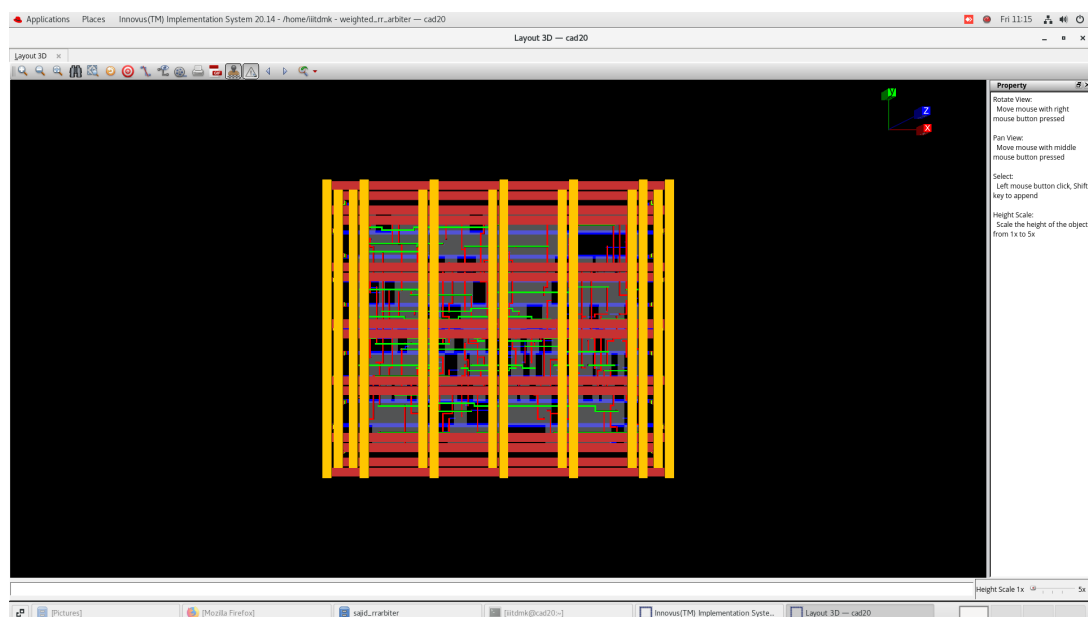 Applications Places Innovus(TM) Implementation System 20.14 - /home/iiitdmk - weighted_rr_arbiter — cad20 Fri 11:15
Layout 3D — cad20
Layout 3D
Property
Rotate View:
Move mouse with right
mouse button pressed
Pan View:
Move mouse with middle
mouse button pressed
Select:
Left mouse button click, Shift
key to append
Height Scale:
Scale the height of the object
from 1x to 5x
Y
Z
X
Height Scale 1x 5x
[Pictures] [Mozilla Firefox] sajid_rrarbiter [iiitdmk@cad20:~] Innovus(TM) Implementation Syste... Layout 3D — cad20